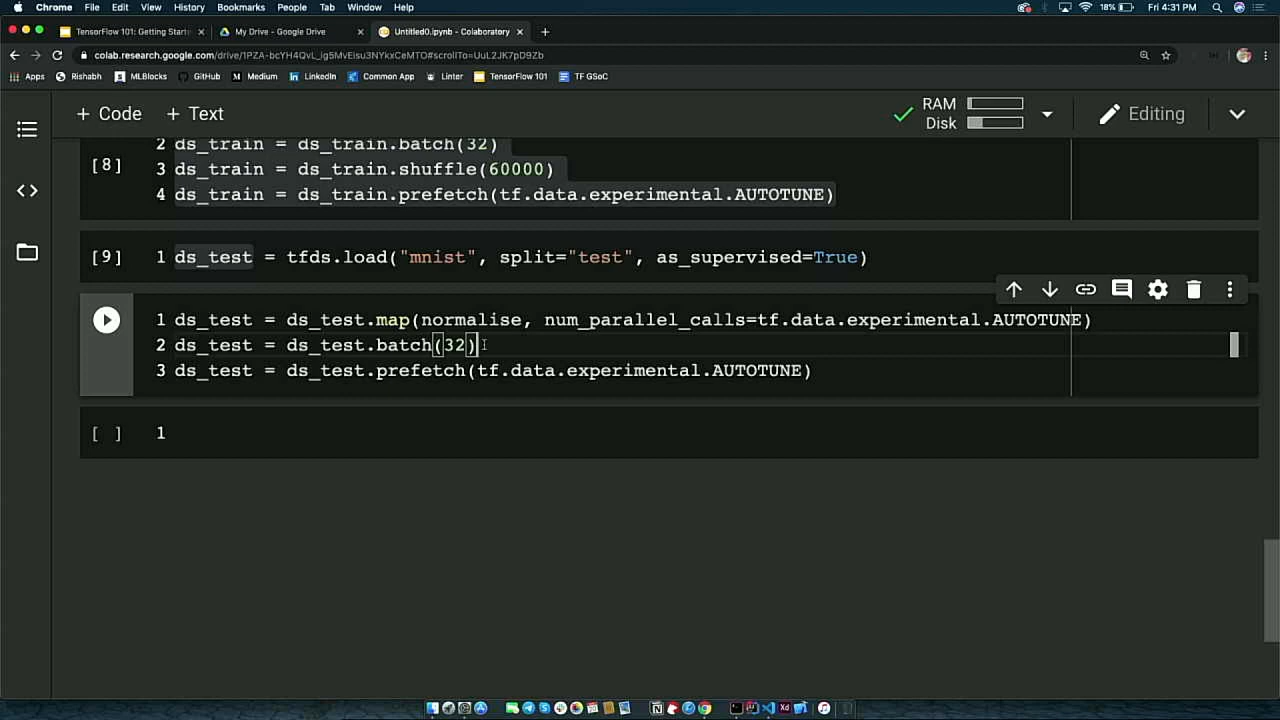 Chrome File Edit View History Bookmarks People Tab Window Help 18% Fri 4:31 PM
TensorFlow 101: Getting Starte × My Drive - Google Drive × Untitled0.ipynb - Colaboratory × +
colab.research.google.com/drive/1PZA-bcYH4QvL_ig5MvEisu3NYkxCeMTO#scrollTo=UuL2JK7pD9Zb
Apps Rishabh MLBlocks GitHub Medium LinkedIn Common App Linter TensorFlow 101 TF GSoC
+ Code + Text RAM Disk Editing
[8] 2 ds_train = ds_train.batch(32)
3 ds_train = ds_train.shuffle(60000)
4 ds_train = ds_train.prefetch(tf.data.experimental.AUTOTUNE)
[9] 1 ds_test = tfds.load("mnist", split="test", as_supervised=True)
1 ds_test = ds_test.map(normalise, num_parallel_calls=tf.data.experimental.AUTOTUNE)
2 ds_test = ds_test.batch(32)
3 ds_test = ds_test.prefetch(tf.data.experimental.AUTOTUNE)
[ ] 1